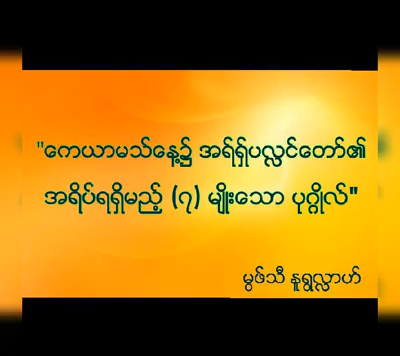 "ကေယာမသ်နေ့၌ အရ်ရှ်ပလ္လင်တော်၏
အရိပ်ရရှိမည့် (၇) မျိုးသော ပုဂ္ဂိုလ်"
မွဖ်သီ နူရွလ္လာဟ်